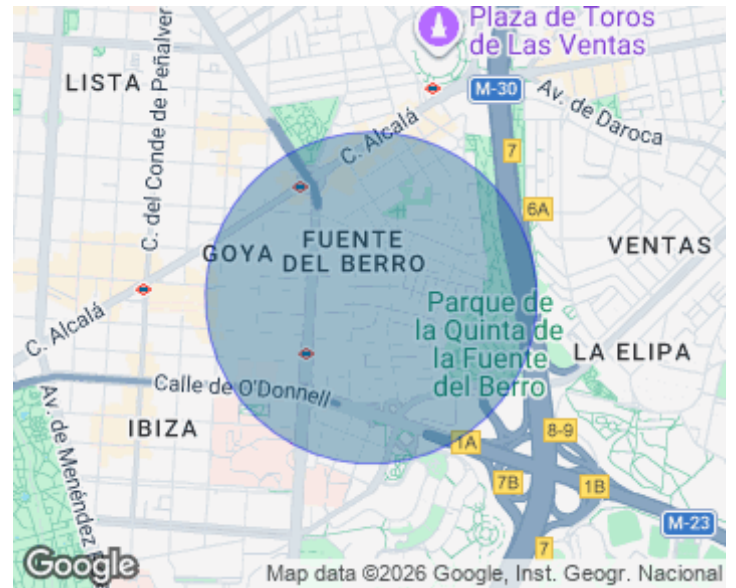 Plaza de Toros
de Las Ventas
LISTA
C. del Conde de Peñalver
M-30
Av. de Daroca
C. Alcalá
7
6A
GOYA
FUENTE
DEL BERRO
VENTAS
Parque de
la Quinta de
la Fuente
del Berro
C. Alcalá
LA ELIPA
Calle de O'Donnell
Av. de Menéndez
IBIZA
1A
8-9
7B
1B
M-23
7
Google
Map data ©2026 Google, Inst. Geogr. Nacional